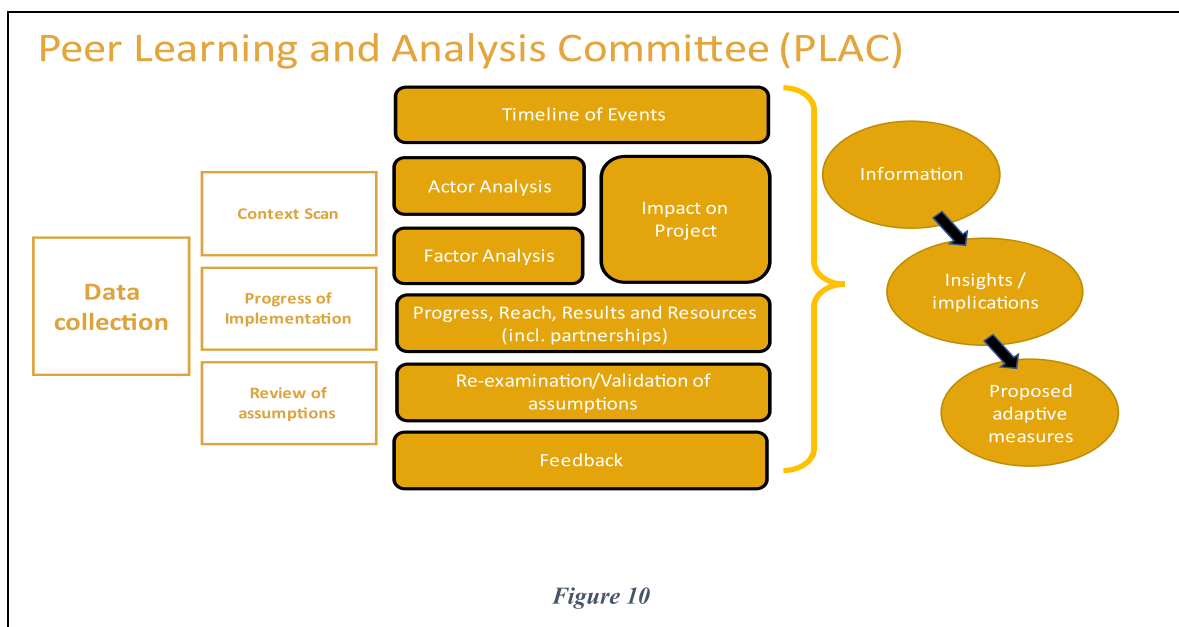 Peer Learning and Analysis Committee (PLAC)
Data
collection
Context Scan
Progress of
Implementation
Review of
assumptions
Timeline of Events
Actor Analysis
Factor Analysis
Impact on
Project
Progress, Reach, Results and Resources
(incl. partnerships)
Re-examination/Validation of
assumptions
Feedback
Information
Insights /
implications
Proposed
adaptive
measures
Figure 10